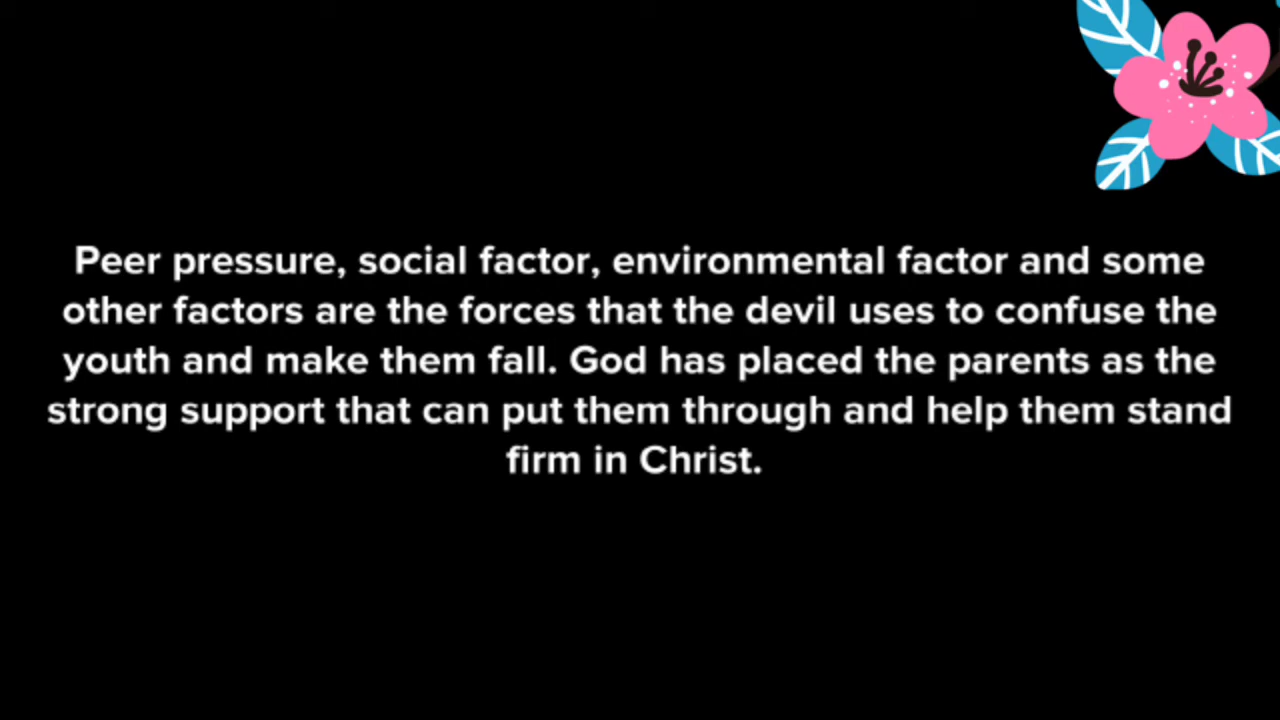 Peer pressure, social factor, environmental factor and some
other factors are the forces that the devil uses to confuse the
youth and make them fall. God has placed the parents as the
strong support that can put them through and help them stand
firm in Christ.